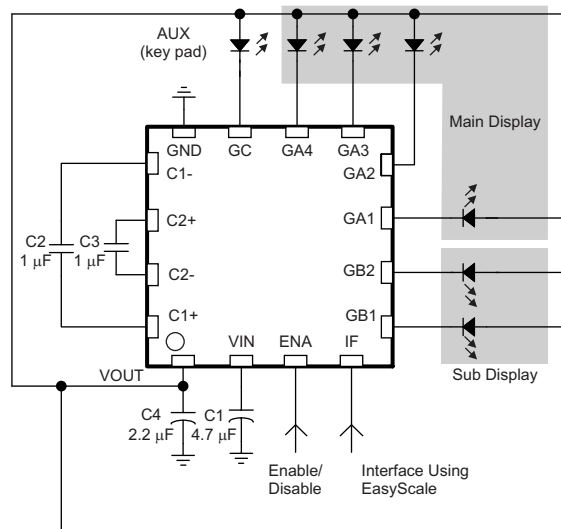 AUX
(key pad)
Main Display
GND
GC
GA4
GA3
C1-
GA2
C2+
GA1
C2
1 μF
C3
1 μF
C2-
GB2
C1+
GB1
VIN
ENA
IF
VOUT
Sub Display
C4
2.2 μF
C1
4.7 μF
Enable/
Disable
Interface Using
EasyScale